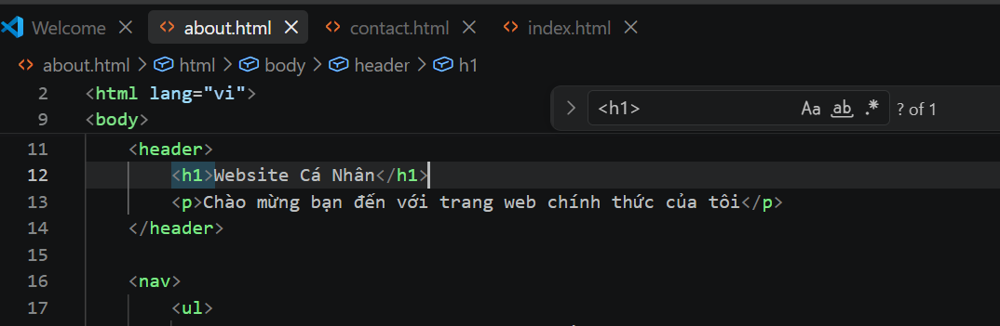 Welcome about.html contact.html index.html
about.html > html > body > header > h1
2 <html lang="vi">
<h1> Aa ab .* ? of 1
9 <body>
11 <header>
12 <h1>Website Cá Nhân</h1>
13 <p>Chào mừng bạn đến với trang web chính thức của tôi</p>
14 </header>
15
16 <nav>
17 <ul>